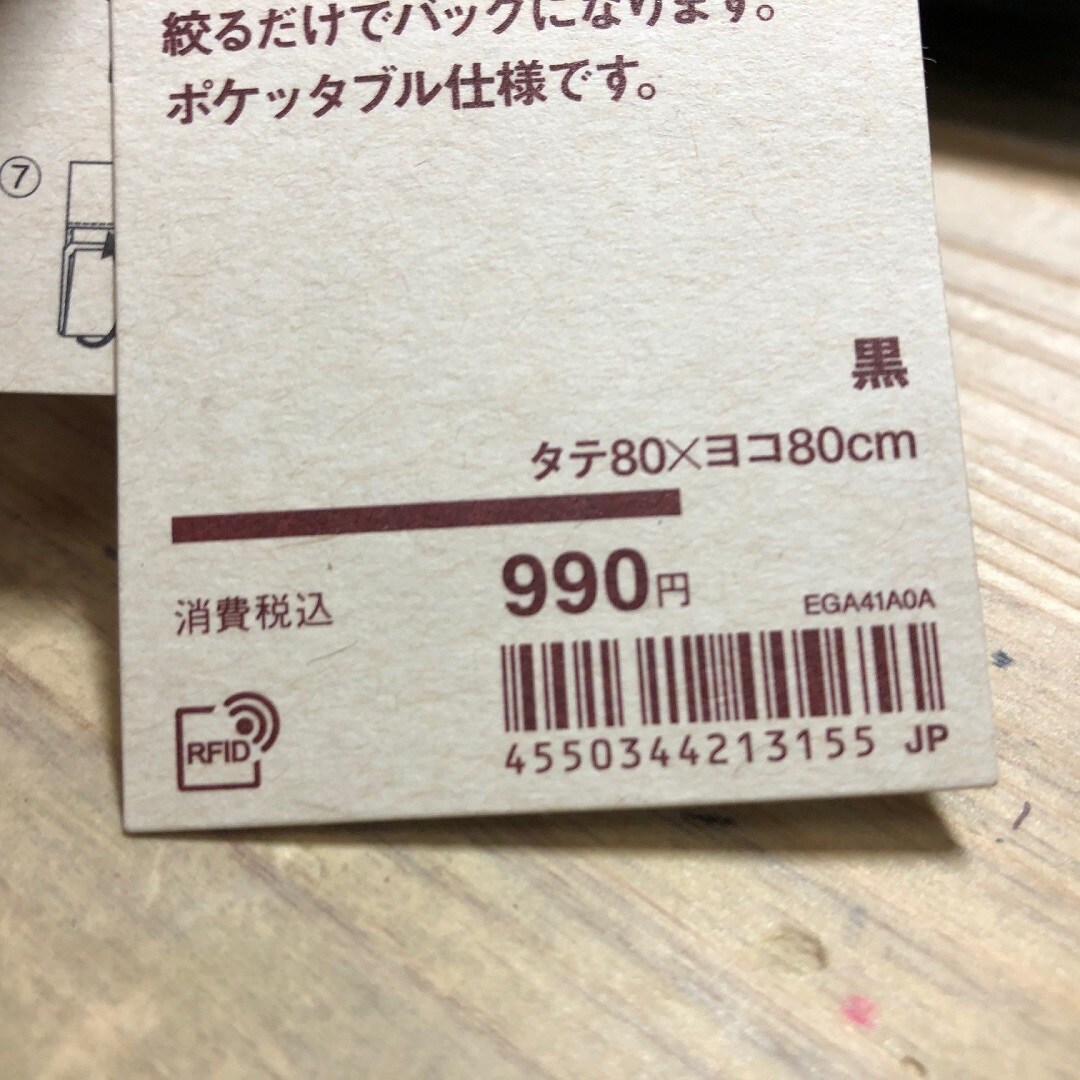 絞るだけでバッグになります。
ポケッタブル仕様です。
⑦
黒
タテ80×ヨコ80cm
消費税込
990円
EGA41A0A
RFID
4550344213155 JP